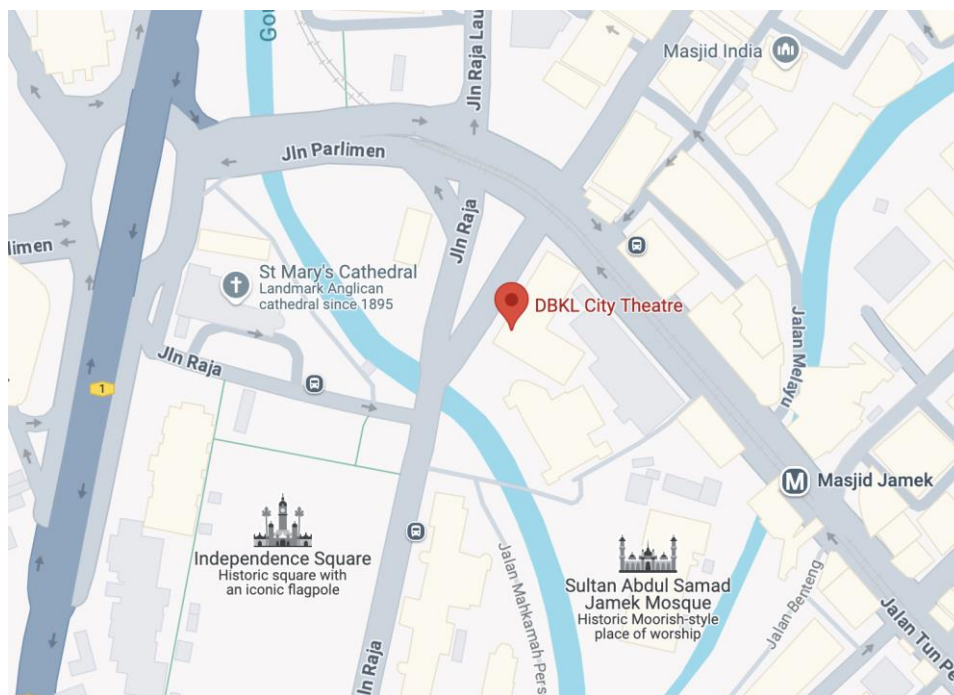 Gou
Jln Raja Lau
Masjid India
Jln Parlimen
limen
Jln Raja
St Mary's Cathedral
Landmark Anglican
cathedral since 1895
DBKL City Theatre
Jalan Melayu
Jln Raja
1
M
Masjid Jamek
Independence Square
Historic square with
an iconic flagpole
Jalan Mahkamah Pers
Sultan Abdul Samad
Jamek Mosque
Historic Moorish-style
place of worship
Jalan Benteng
Jalan Tun Pe
Jln Raja